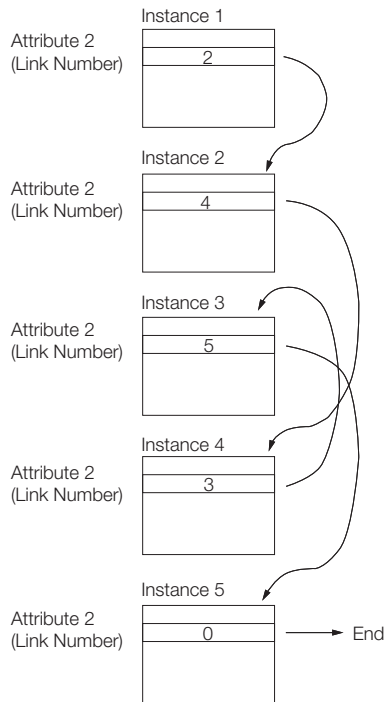 Instance 1
Attribute 2
(Link Number)
2
Instance 2
Attribute 2
(Link Number)
4
Instance 3
Attribute 2
(Link Number)
5
Instance 4
Attribute 2
(Link Number)
3
Instance 5
Attribute 2
(Link Number)
0
End